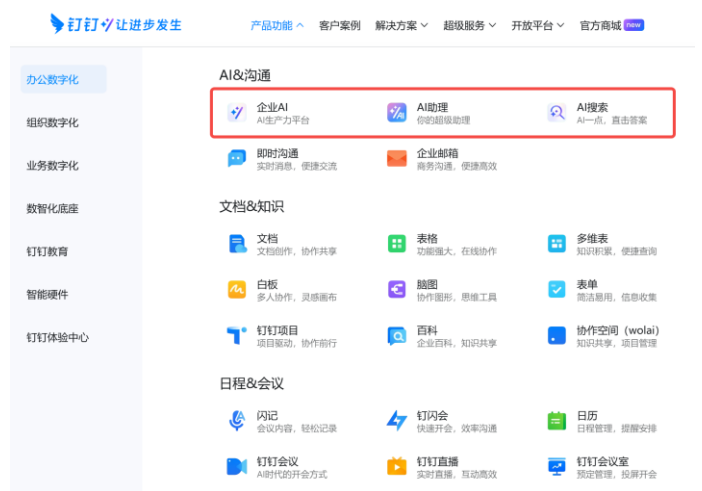 钉钉 让进步发生
产品功能 客户案例 解决方案 超级服务 开放平台 官方商城 new
办公数字化
组织数字化
业务数字化
数智化底座
钉钉教育
智能硬件
钉钉体验中心
AI&沟通
企业AI
AI生产力平台
AI助理
你的超级助理
AI搜索
AI一点，直击答案
即时沟通
实时消息，便捷交流
企业邮箱
商务沟通，便捷高效
文档&知识
文档
文档创作，协作共享
表格
功能强大，在线协作
多维表
知识积累，便捷查询
白板
多人协作，灵感画布
脑图
协作图形，思维工具
表单
简洁易用，信息收集
钉钉项目
项目驱动，协作前行
百科
企业百科，知识共享
协作空间（wolai）
知识共享，项目管理
日程&会议
闪记
会议内容，轻松记录
钉闪会
快速开会，效率沟通
日历
日程管理，提醒安排
钉钉会议
AI时代的开会方式
钉钉直播
实时直播，互动高效
钉钉会议室
预定管理，投屏开会